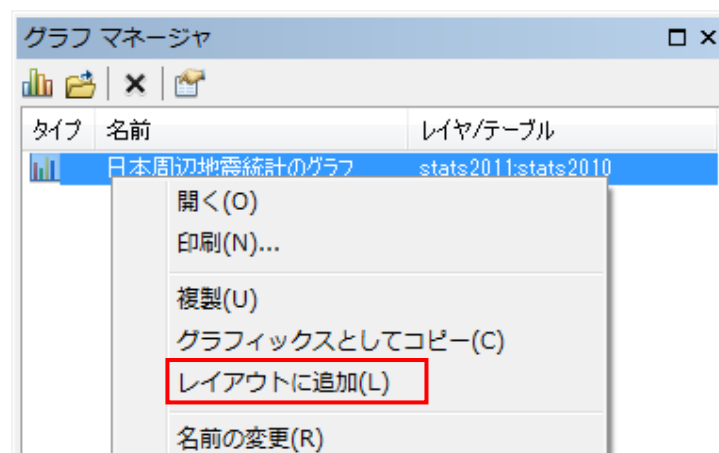 グラフ マネージャ
タイプ 名前 レイヤ/テーブル
日本周辺地震統計のグラフ stats2011;stats2010
開く(O)
印刷(N)...
複製(U)
グラフィックスとしてコピー(C)
レイアウトに追加(L)
名前の変更(R)